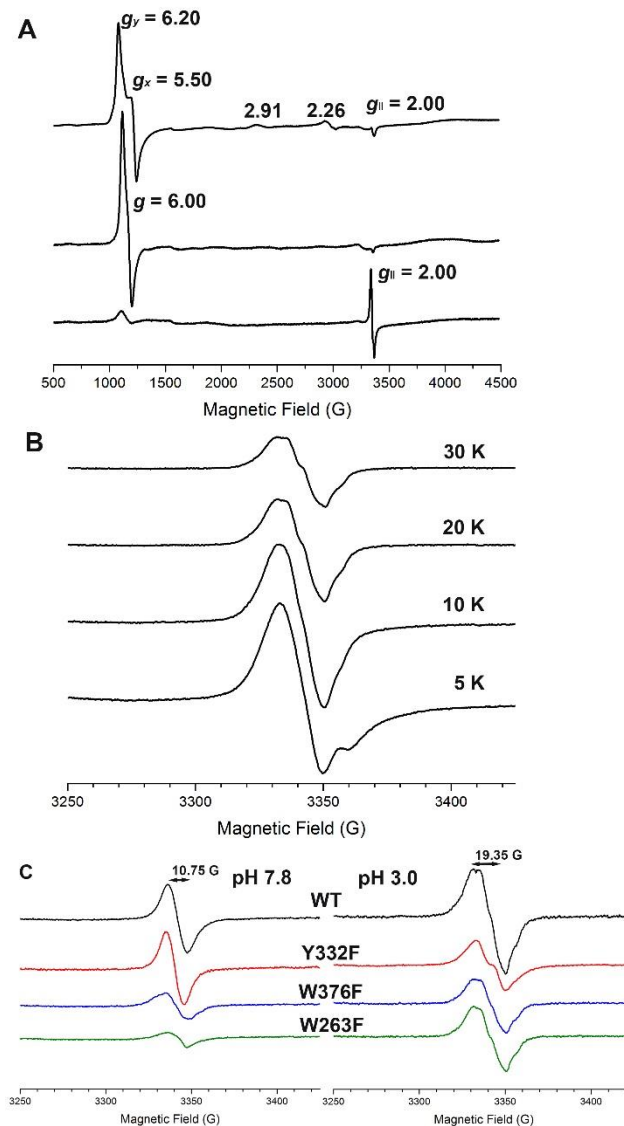 A
gy = 6.20
gx = 5.50
2.91 2.26 g|| = 2.00
g = 6.00
g|| = 2.00
500 1000 1500 2000 2500 3000 3500 4000 4500
Magnetic Field (G)
B
30 K
20 K
10 K
5 K
3250 3300 3350 3400
Magnetic Field (G)
C
10.75 G pH 7.8 pH 3.0 19.35 G
WT
Y332F
W376F
W263F
3250 3300 3350 3400 3250 3300 3350 3400
Magnetic Field (G) Magnetic Field (G)